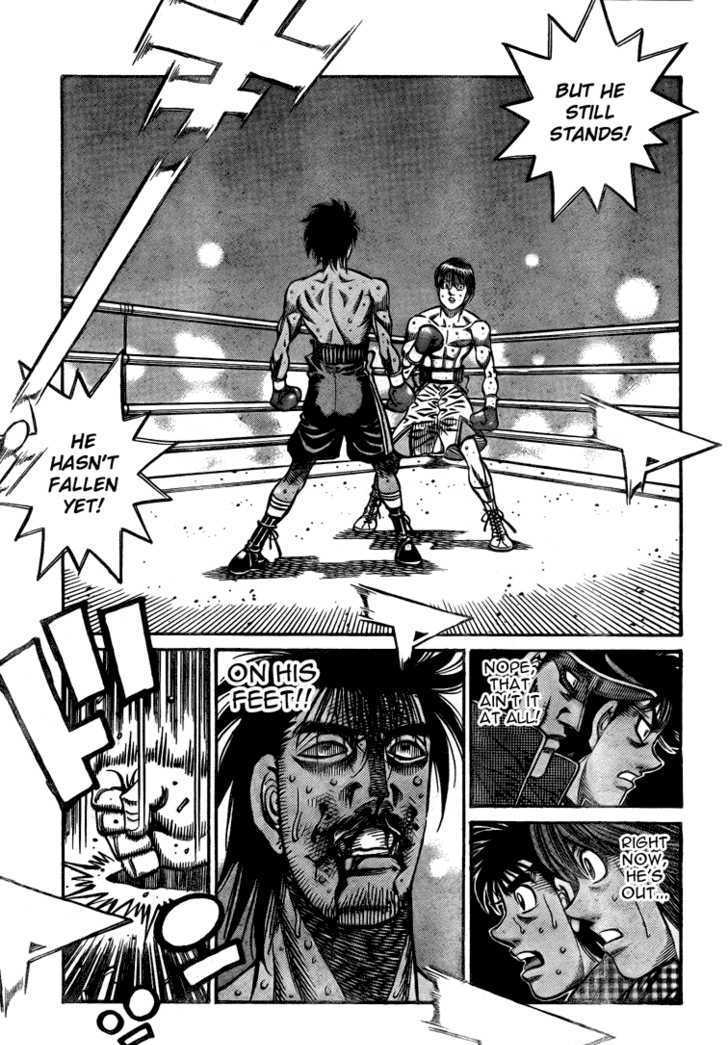 BUT HE
STILL
STANDS!
HE
HASN'T
FALLEN
YET!
NOPE,
THAT
AIN'T IT
AT ALL!
RIGHT
NOW,
HE'S
OUT...
ON HIS
FEET!!